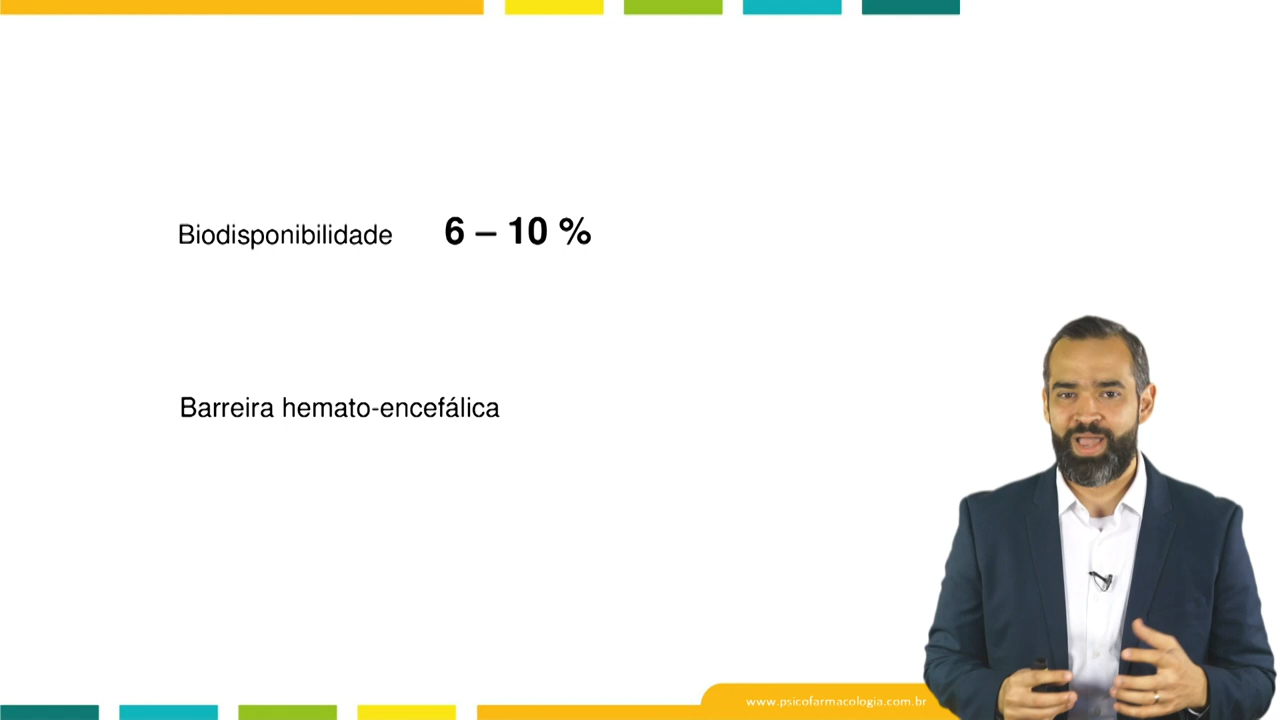 Biodisponibilidade 6 – 10 %
Barreira hemato-encefálica
www.psicofarmacologia.com.br